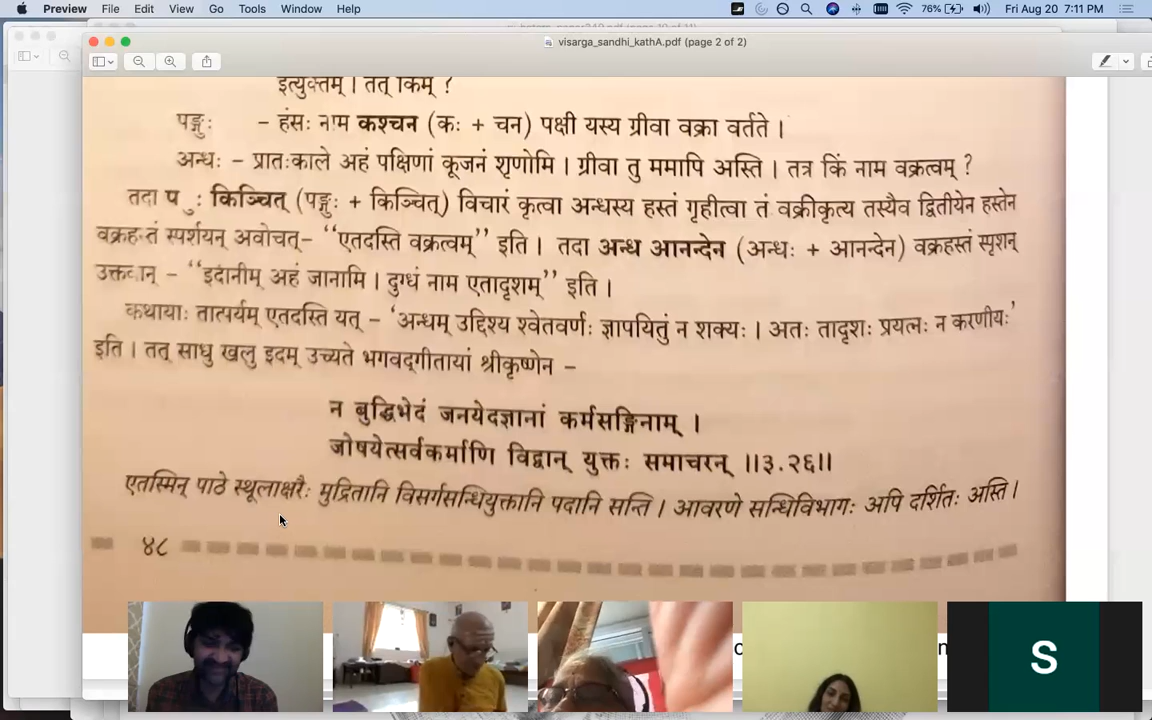 Preview File Edit View Go Tools Window Help 76% Fri Aug 20 7:11 PM
visarga_sandhi_kathA.pdf (page 2 of 2)
इत्युक्तम् । तत् किम् ?
पङ्गुः - हंसः नाम कश्चन (कः + चन) पक्षी यस्य ग्रीवा वक्रा वर्तते ।
अन्धः - प्रातःकाले अहं पक्षिणां कूजनं शृणोमि । ग्रीवा तु ममापि अस्ति । तत्र किं नाम वक्रत्वम् ?
तदा किञ्चित् (पङ्गुः + किञ्चित्) विचारं कृत्वा अन्धस्य हस्तं गृहीत्वा तं वक्रीकृत्य तस्यैव द्वितीयेन हस्तेन
वक्रहस्तं स्पर्शयन् अवोचत्– “एतदस्ति वक्रत्वम्” इति । तदा अन्ध आनन्देन (अन्धः + आनन्देन) वक्रहस्तं स्पृशन्
उक्तवान् – “इदानीम् अहं जानामि । दुग्धं नाम एतादृशम्” इति ।
कथायाः तात्पर्यम् एतदस्ति यत् – ‘अन्धम् उद्दिश्य श्वेतवर्णः ज्ञापयितुं न शक्यः । अतः तादृशः प्रयत्नः न करणीयः’
इति । तत् साधु खलु इदम् उच्यते भगवद्‌गीतायां श्रीकृष्णेन –
न बुद्धिभेदं जनयेदज्ञानां कर्मसङ्गिनाम् ।
जोषयेत्सर्वकर्माणि विद्वान् युक्तः समाचरन् ॥३.२६॥
एतस्मिन् पाठे स्थूलाक्षरैः मुद्रितानि विसर्गसन्धियुक्तानि पदानि सन्ति । आवरणे सन्धिविभागः अपि दर्शितः अस्ति ।
४८
S